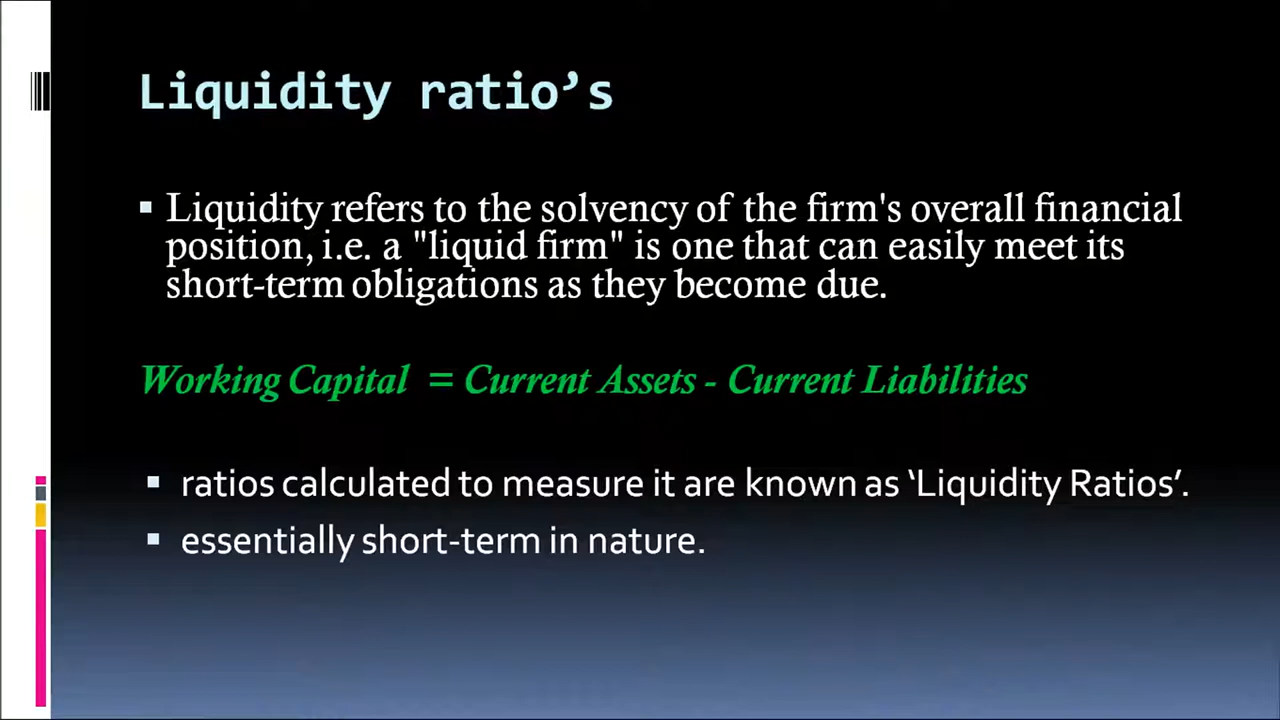 Liquidity ratio’s
▪ Liquidity refers to the solvency of the firm's overall financial
position, i.e. a "liquid firm" is one that can easily meet its
short-term obligations as they become due.
Working Capital = Current Assets - Current Liabilities
▪ ratios calculated to measure it are known as ‘Liquidity Ratios’.
▪ essentially short-term in nature.